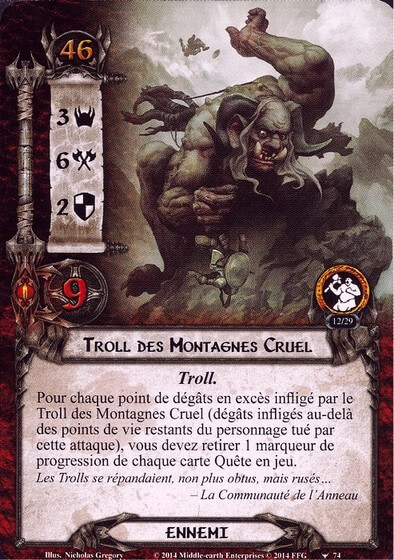 46
3
6
2
9
12/29
Troll des Montagnes Cruel
Troll.
Pour chaque point de dégâts en excès infligé par le
Troll des Montagnes Cruel (dégâts infligés au-delà
des points de vie restants du personnage tué par
cette attaque), vous devez retirer 1 marqueur de
progression de chaque carte Quête en jeu.
Les Trolls se répandaient, non plus obtus, mais rusés…
– La Communauté de l'Anneau
ENNEMI
Illus. Nicholas Gregory © 2014 Middle-earth Enterprises © 2014 FFG 74